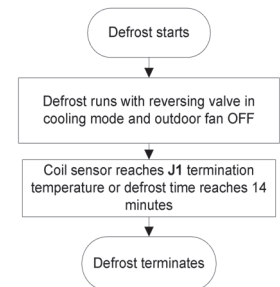 Defrost starts
Defrost runs with reversing valve in
cooling mode and outdoor fan OFF
Coil sensor reaches J1 termination
temperature or defrost time reaches 14
minutes
Defrost terminates